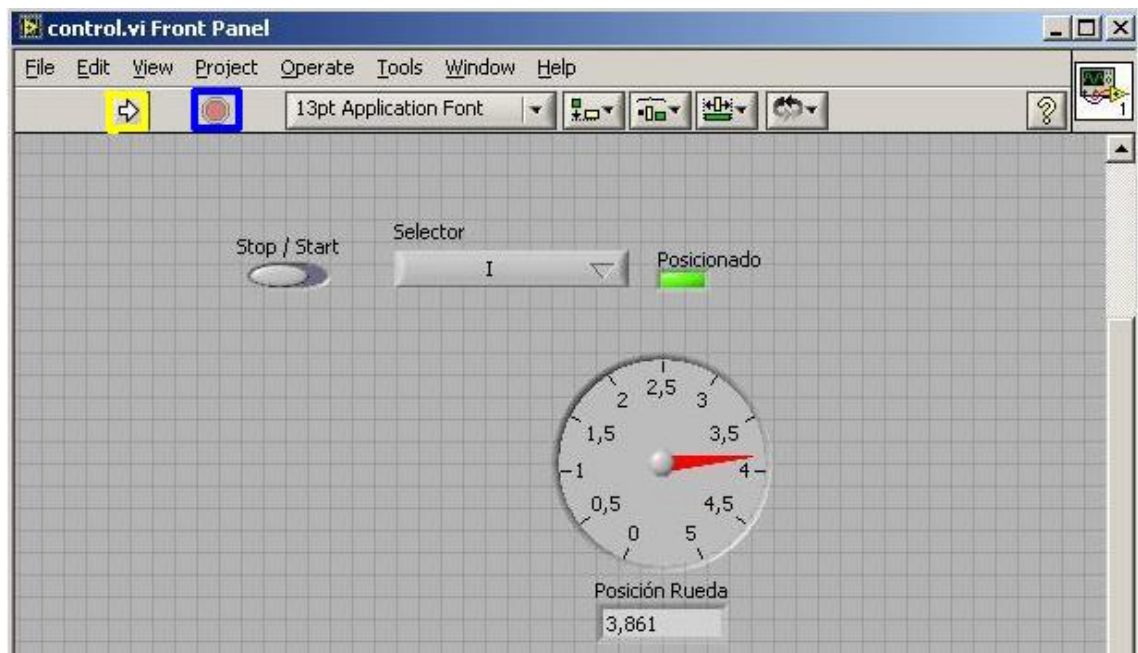 control.vi Front Panel
File Edit View Project Operate Tools Window Help
13pt Application Font
?
1
Stop / Start
Selector
I
Posicionado
2,5
2
3
1,5
3,5
1
4
0,5
4,5
0
5
Posición Rueda
3,861